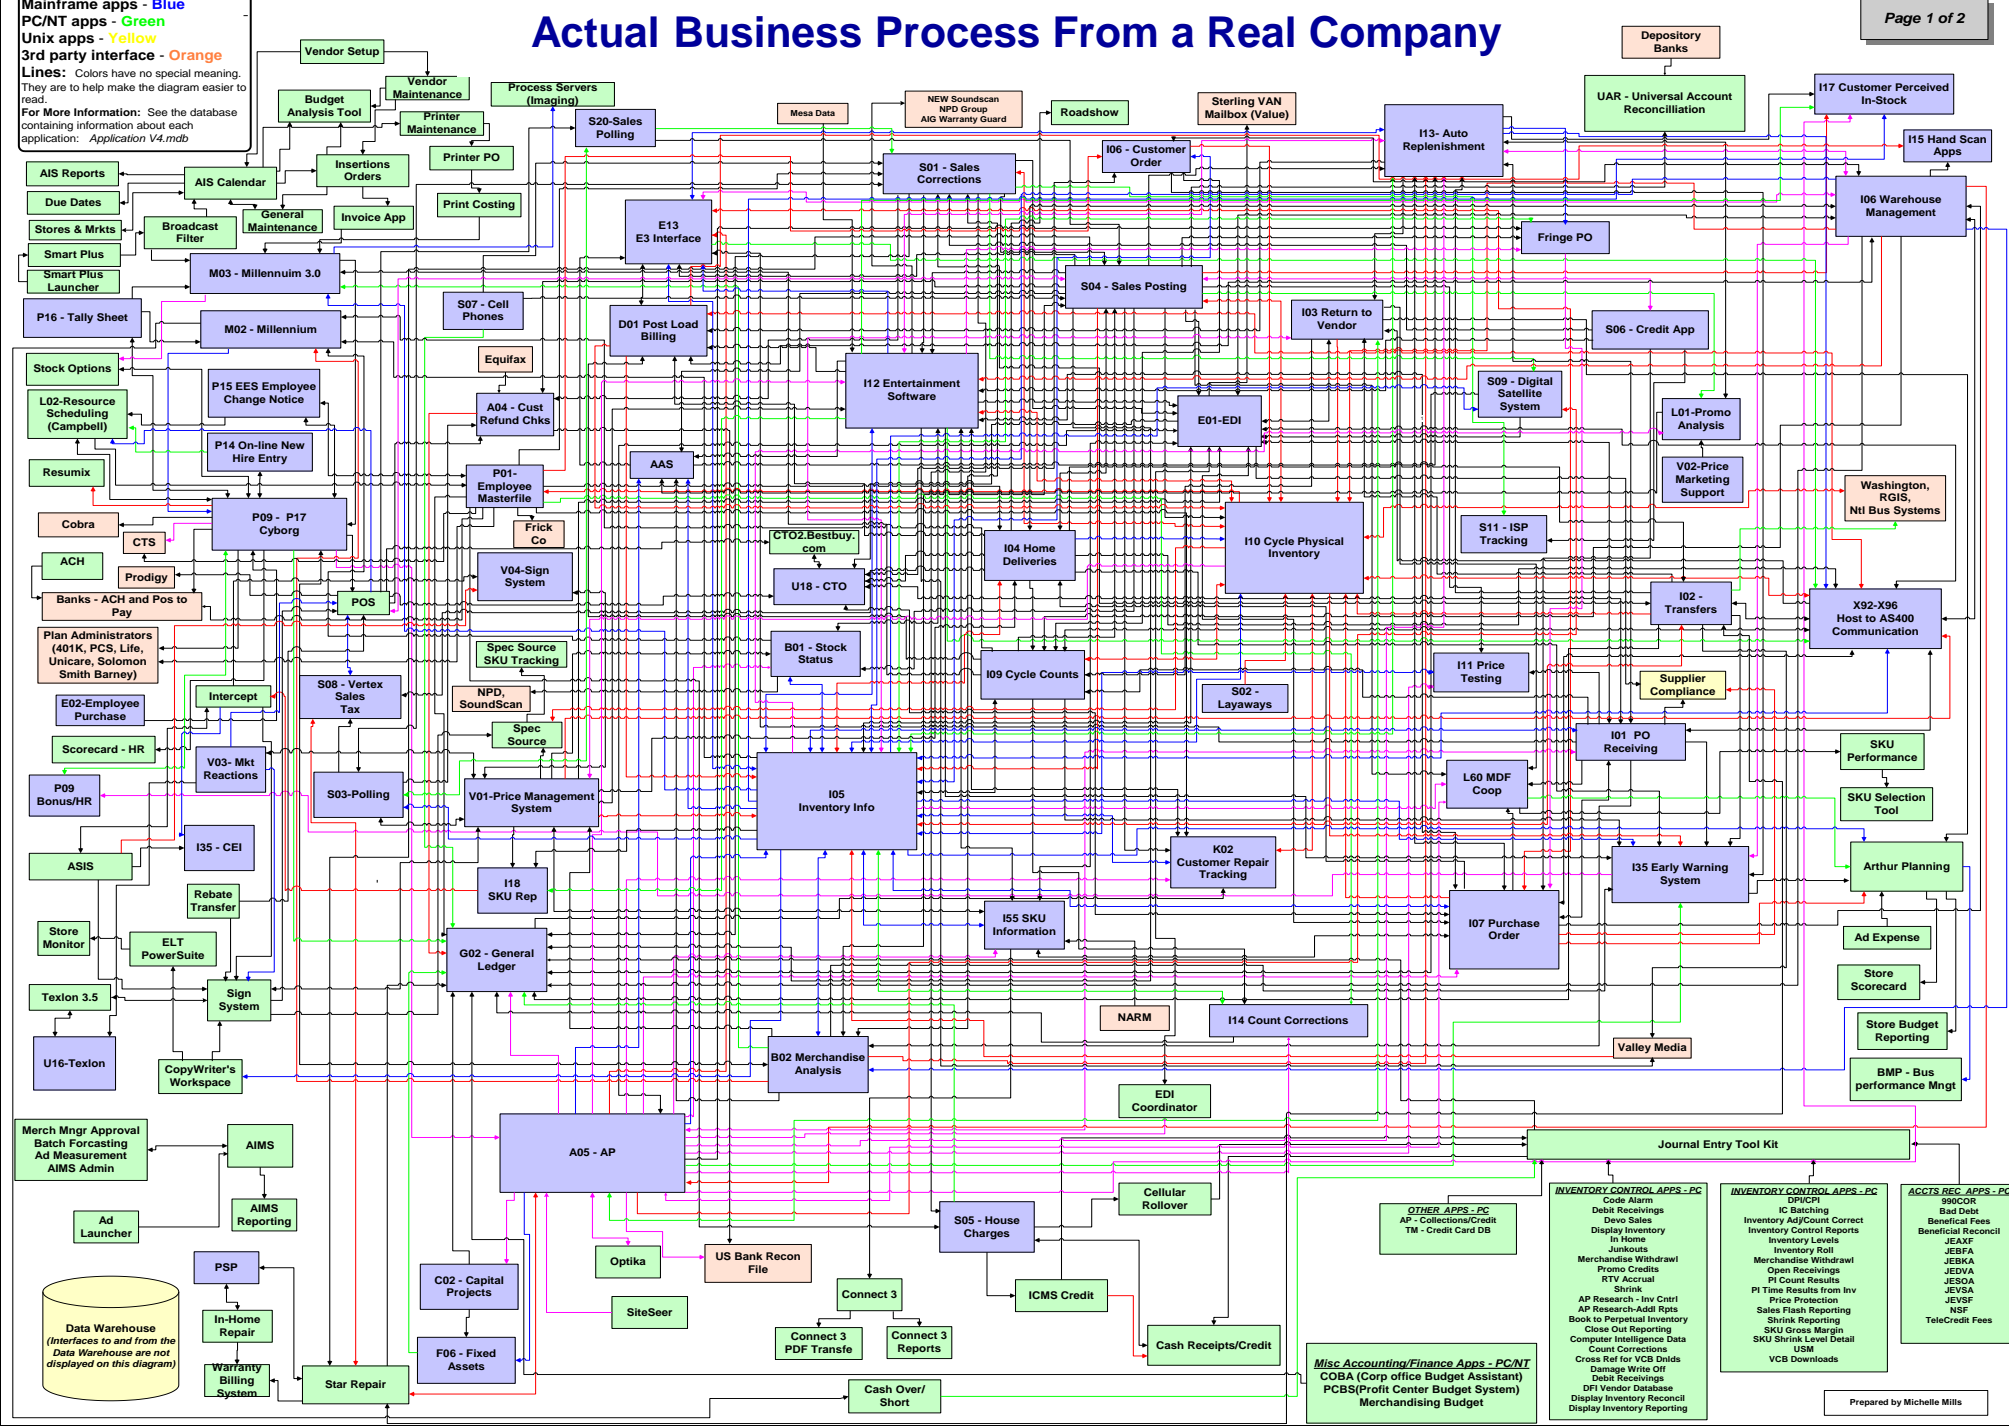 Mainframe apps - Blue
PC/NT apps - Green
Unix apps - Yellow
3rd party interface - Orange
Lines: Colors have no special meaning.
They are to help make the diagram easier to
read.
For More Information: See the database
containing information about each
application: Application V4.mdb
Actual Business Process From a Real Company
Page 1 of 2
Vendor Setup
Vendor
Maintenance
Budget
Analysis Tool
Printer
Maintenance
Printer PO
Print Costing
Insertions
Orders
Invoice App
General
Maintenance
AIS Calendar
AIS Reports
Due Dates
Stores & Mrkts
Broadcast
Filter
Smart Plus
Smart Plus
Launcher
M03 - Millennuim 3.0
P16 - Tally Sheet
M02 - Millennium
Stock Options
P15 EES Employee
Change Notice
L02-Resource
Scheduling
(Campbell)
P14 On-line New
Hire Entry
Resumix
P09 - P17
Cyborg
Cobra
CTS
ACH
Prodigy
Banks - ACH and Pos to
Pay
POS
Plan Administrators
(401K, PCS, Life,
Unicare, Solomon
Smith Barney)
E02-Employee
Purchase
Intercept
S08 - Vertex
Sales
Tax
Scorecard - HR
V03- Mkt
Reactions
P09
Bonus/HR
S03-Polling
I35 - CEI
ASIS
Rebate
Transfer
Store
Monitor
ELT
PowerSuite
Texlon 3.5
Sign
System
U16-Texlon
CopyWriter's
Workspace
Merch Mngr Approval
Batch Forcasting
Ad Measurement
AIMS Admin
AIMS
Ad
Launcher
AIMS
Reporting
PSP
Data Warehouse
(Interfaces to and from the
Data Warehouse are not
displayed on this diagram)
In-Home
Repair
Warranty
Billing
System
Star Repair
Process Servers
(Imaging)
S20-Sales
Polling
Mesa Data
NEW Soundscan
NPD Group
AIG Warranty Guard
Roadshow
Sterling VAN
Mailbox (Value)
Depository
Banks
UAR - Universal Account
Reconcilliation
I17 Customer Perceived
In-Stock
I15 Hand Scan
Apps
I13- Auto
Replenishment
I06 - Customer
Order
S01 - Sales
Corrections
I06 Warehouse
Management
E13
E3 Interface
Fringe PO
S07 - Cell
Phones
D01 Post Load
Billing
S04 - Sales Posting
I03 Return to
Vendor
S06 - Credit App
Equifax
A04 - Cust
Refund Chks
I12 Entertainment
Software
E01-EDI
S09 - Digital
Satellite
System
L01-Promo
Analysis
AAS
P01-
Employee
Masterfile
V02-Price
Marketing
Support
Washington,
RGIS,
Ntl Bus Systems
Frick
Co
CTO2.Bestbuy.
com
I04 Home
Deliveries
I10 Cycle Physical
Inventory
S11 - ISP
Tracking
V04-Sign
System
U18 - CTO
I02 -
Transfers
X92-X96
Host to AS400
Communication
Spec Source
SKU Tracking
B01 - Stock
Status
I09 Cycle Counts
I11 Price
Testing
Supplier
Compliance
NPD,
SoundScan
S02 -
Layaways
Spec
Source
I01 PO
Receiving
V01-Price Management
System
I05
Inventory Info
L60 MDF
Coop
SKU
Performance
SKU Selection
Tool
K02
Customer Repair
Tracking
I35 Early Warning
System
Arthur Planning
I18
SKU Rep
I55 SKU
Information
I07 Purchase
Order
Ad Expense
G02 - General
Ledger
Store
Scorecard
NARM
I14 Count Corrections
Store Budget
Reporting
B02 Merchandise
Analysis
Valley Media
BMP - Bus
performance Mngt
EDI
Coordinator
A05 - AP
Journal Entry Tool Kit
Cellular
Rollover
S05 - House
Charges
Optika
US Bank Recon
File
C02 - Capital
Projects
Connect 3
ICMS Credit
SiteSeer
F06 - Fixed
Assets
Connect 3
PDF Transfe
Connect 3
Reports
Cash Receipts/Credit
Cash Over/
Short
OTHER APPS - PC
AP - Collections/Credit
TM - Credit Card DB
Misc Accounting/Finance Apps - PC/NT
COBA (Corp office Budget Assistant)
PCBS(Profit Center Budget System)
Merchandising Budget
INVENTORY CONTROL APPS - PC
Code Alarm
Debit Receivings
Devo Sales
Display Inventory
In Home
Junkouts
Merchandise Withdrawl
Promo Credits
RTV Accrual
Shrink
AP Research - Inv Cntrl
AP Research-Addl Rpts
Book to Perpetual Inventory
Close Out Reporting
Computer Intelligence Data
Count Corrections
Cross Ref for VCB Dnlds
Damage Write Off
Debit Receivings
DFI Vendor Database
Display Inventory Reconcil
Display Inventory Reporting
INVENTORY CONTROL APPS - PC
DPI/CPI
IC Batching
Inventory Adj/Count Correct
Inventory Control Reports
Inventory Levels
Inventory Roll
Merchandise Withdrawl
Open Receivings
PI Count Results
PI Time Results from Inv
Price Protection
Sales Flash Reporting
Shrink Reporting
SKU Gross Margin
SKU Shrink Level Detail
USM
VCB Downloads
ACCTS REC APPS - PC
990COR
Bad Debt
Benefical Fees
Beneficial Reconcil
JEAXF
JEBFA
JEBKA
JEDVA
JESOA
JEVSA
JEVSF
NSF
TeleCredit Fees
Prepared by Michelle Mills